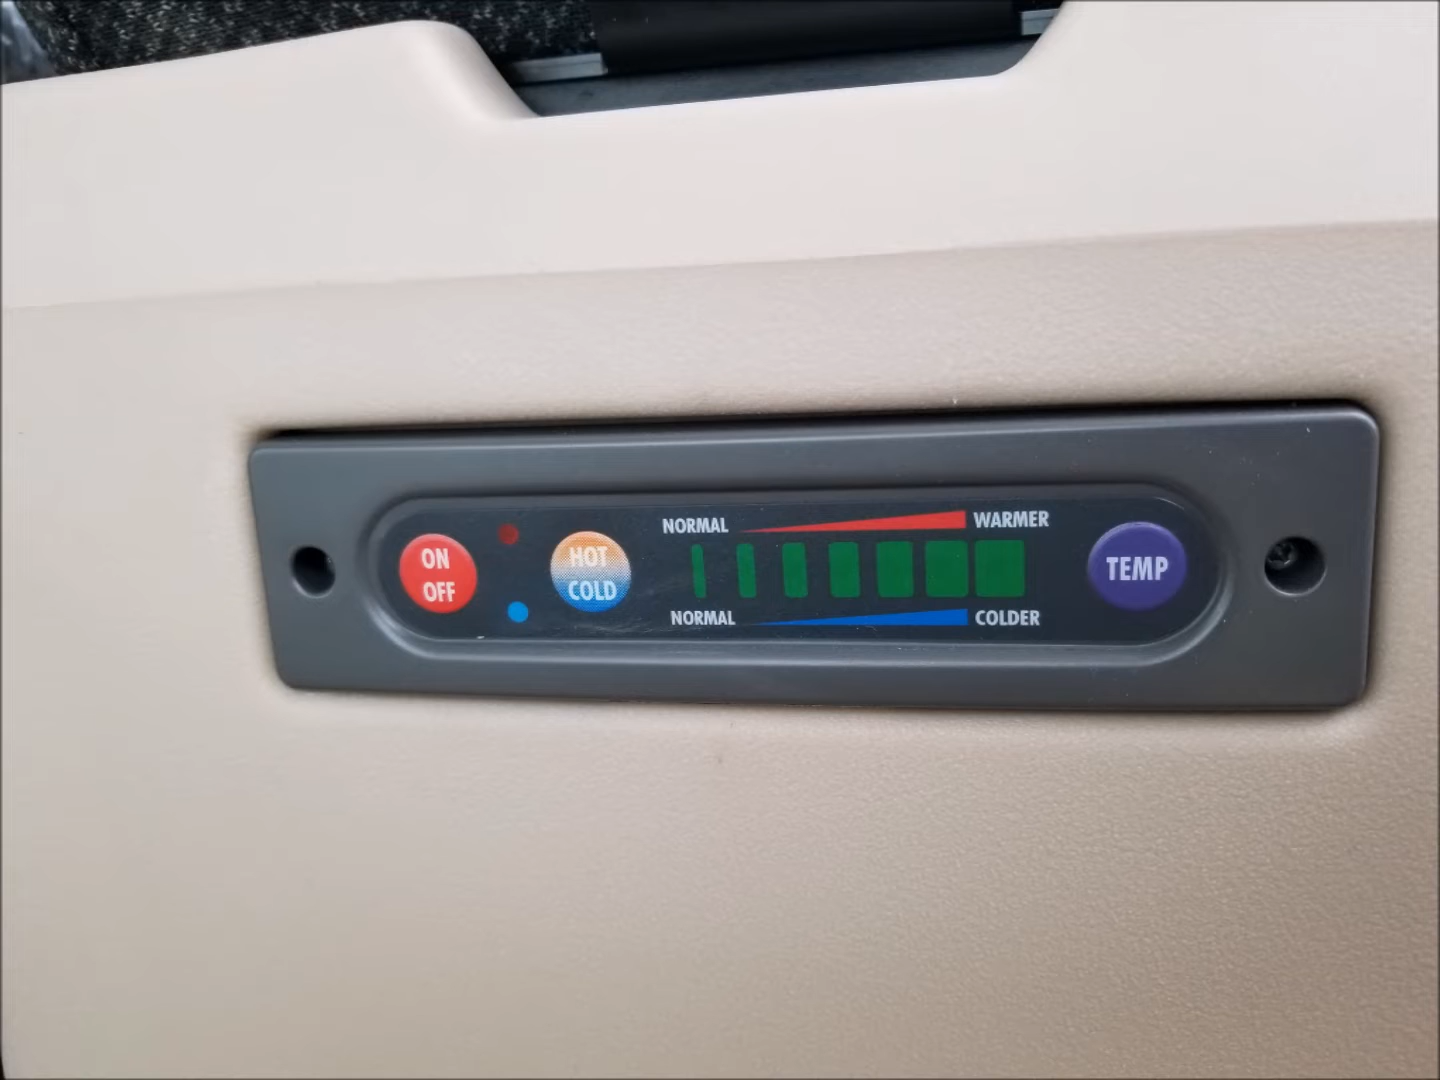 ON
OFF
HOT
COLD
NORMAL WARMER
NORMAL COLDER
TEMP